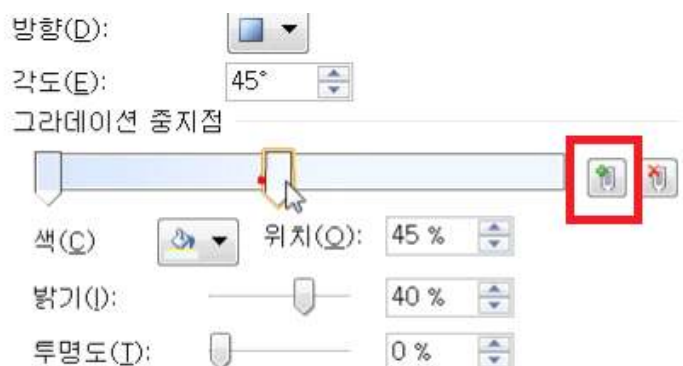 방향(D):
각도(E): 45°
그라데이션 중지점
색(C) 위치(O): 45 %
밝기(I): 40 %
투명도(T): 0 %